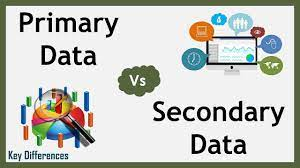 Primary
Data
Vs
Secondary
Data
Key Differences